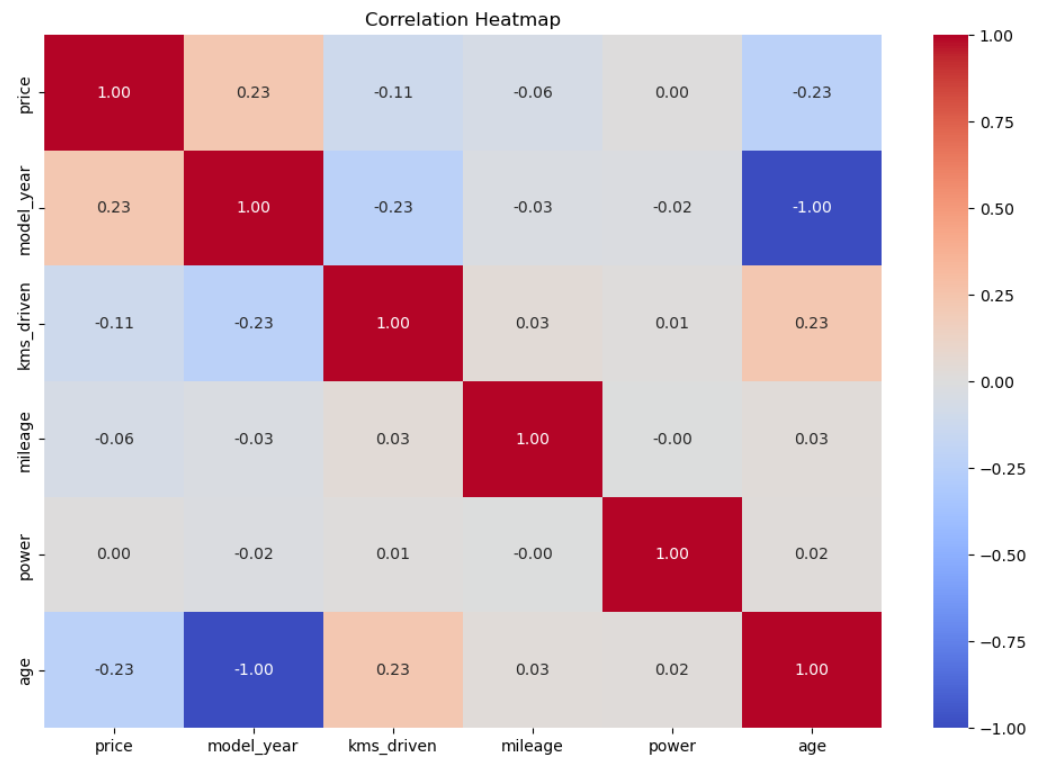 Correlation Heatmap
price 1.00 0.23 -0.11 -0.06 0.00 -0.23
model_year 0.23 1.00 -0.23 -0.03 -0.02 -1.00
kms_driven -0.11 -0.23 1.00 0.03 0.01 0.23
mileage -0.06 -0.03 0.03 1.00 -0.00 0.03
power 0.00 -0.02 0.01 -0.00 1.00 0.02
age -0.23 -1.00 0.23 0.03 0.02 1.00
price model_year kms_driven mileage power age
1.00
0.75
0.50
0.25
0.00
−0.25
−0.50
−0.75
−1.00